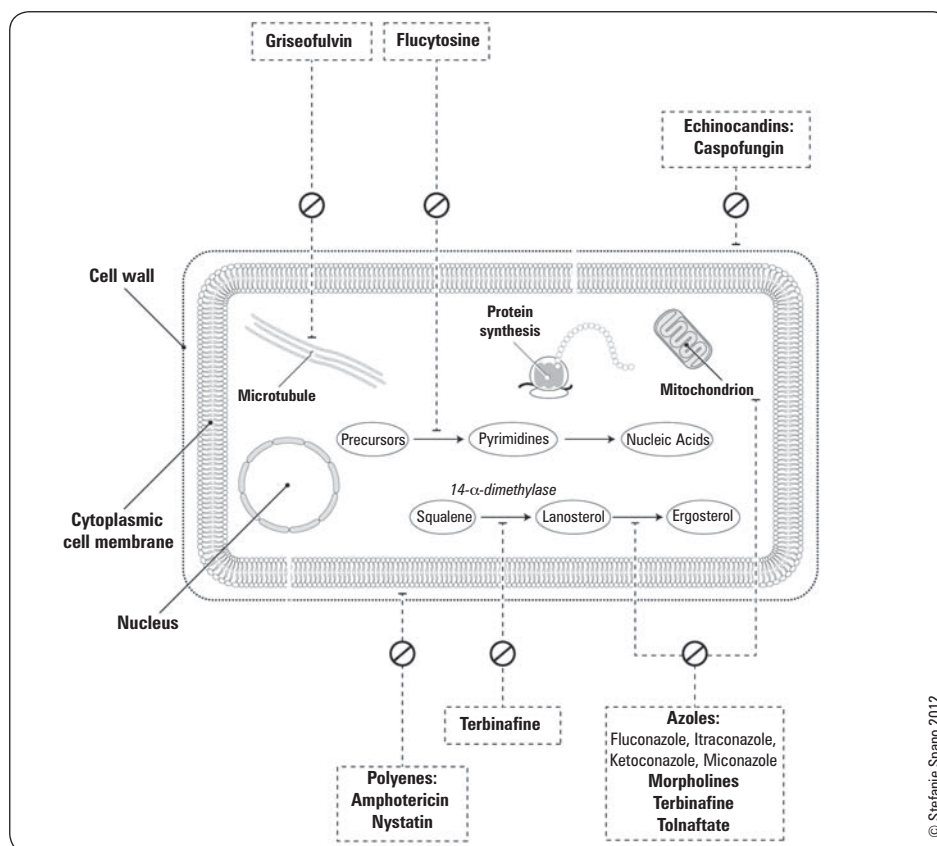 Griseofulvin
Flucytosine
Echinocandins:
Caspofungin
Cell wall
Protein
synthesis
Mitochondrion
Microtubule
Precursors
Pyrimidines
Nucleic Acids
14-α-dimethylase
Squalene
Lanosterol
Ergosterol
Cytoplasmic
cell membrane
Nucleus
Terbinafine
Polyenes:
Amphotericin
Nystatin
Azoles:
Fluconazole, Itraconazole,
Ketoconazole, Miconazole
Morpholines
Terbinafine
Tolnaftate
© Stefanie Spano 2012